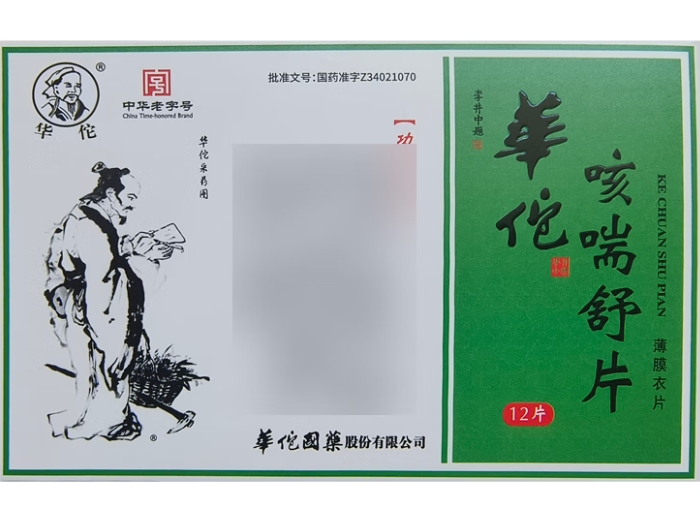 华佗
®
中华老字号
China Time-honored Brand
批准文号：国药准字Z34021070
【功
华佗采药图
®
華佗國藥股份有限公司
李井中题
華佗
咳喘舒片
KE CHUAN SHU PIAN
薄膜衣片
12片